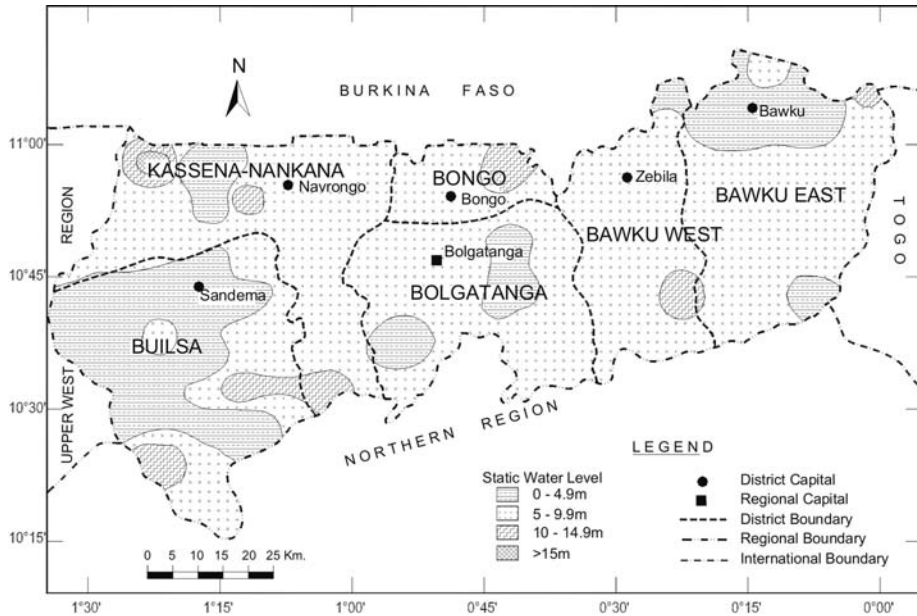 N
BURKINA FASO
Bawku
11°00'
KASSENA-NANKANA
Navrongo
BONGO
Bongo
Zebila
BAWKU EAST
REGION
TOGO
BAWKU WEST
Bolgatanga
10°45'
Sandema
BOLGATANGA
BUILSA
UPPER WEST
10°30'
NORTHERN REGION
LEGEND
Static Water Level
0 - 4.9m
5 - 9.9m
10 - 14.9m
>15m
District Capital
Regional Capital
District Boundary
Regional Boundary
International Boundary
10°15'
0 5 10 15 20 25 Km.
1°30' 1°15' 1°00' 0°45' 0°30' 0°15' 0°00'